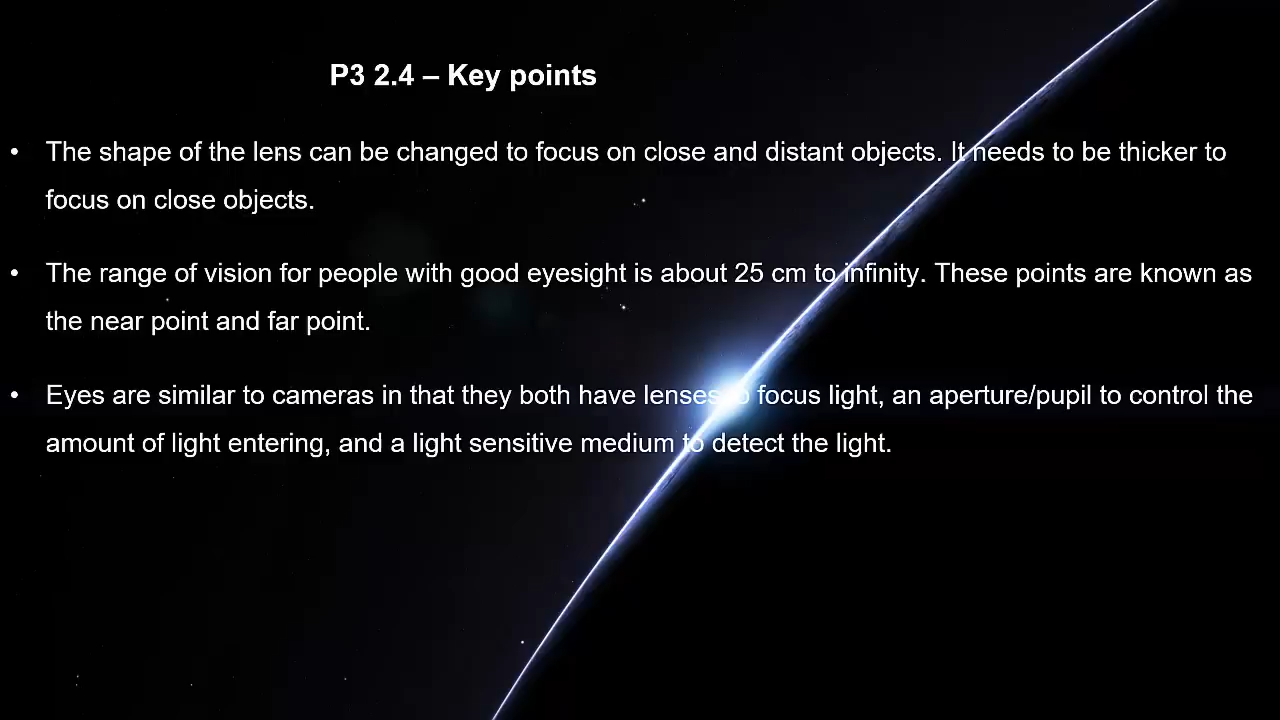 P3 2.4 – Key points
• The shape of the lens can be changed to focus on close and distant objects. It needs to be thicker to
focus on close objects.
• The range of vision for people with good eyesight is about 25 cm to infinity. These points are known as
the near point and far point.
• Eyes are similar to cameras in that they both have lenses to focus light, an aperture/pupil to control the
amount of light entering, and a light sensitive medium to detect the light.